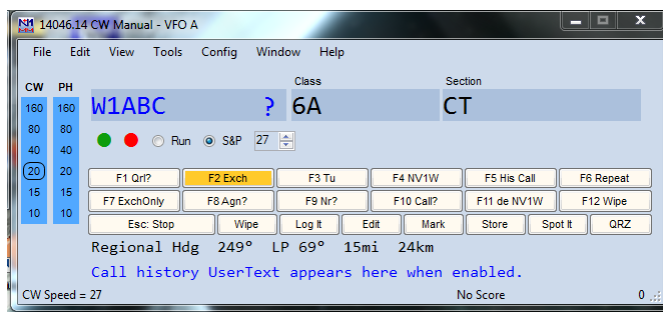 14046.14 CW Manual - VFO A
File Edit View Tools Config Window Help
CW PH Class Section
160 160 W1ABC ? 6A CT
80 80
40 40 Run S&P 27
20 20 F1 Qrl? F2 Exch F3 Tu F4 NV1W F5 His Call F6 Repeat
15 15 F7 ExchOnly F8 Agn? F9 Nr? F10 Call? F11 de NV1W F12 Wipe
10 10 Esc: Stop Wipe Log It Edit Mark Store Spot It QRZ
Regional Hdg 249° LP 69° 15mi 24km
Call history UserText appears here when enabled.
CW Speed = 27 No Score 0